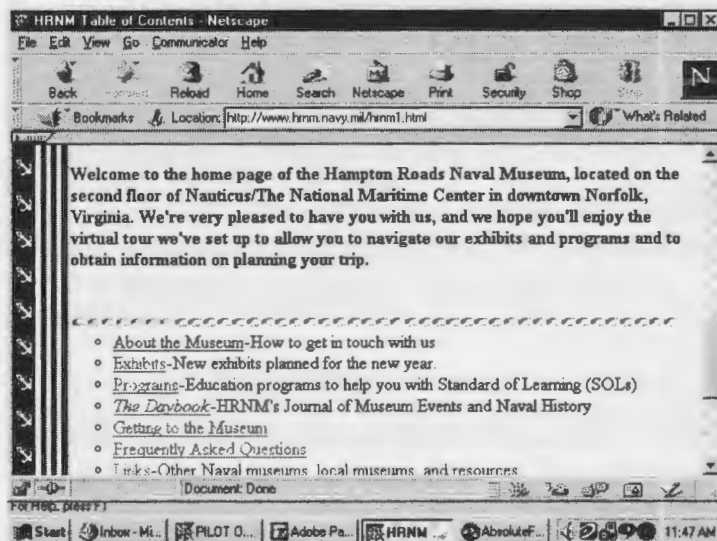 HRNM Table of Contents - Netscape
File Edit View Go Communicator Help
Back Reload Home Search Netscape Print Security Shop Stop
N
Bookmarks Location: http://www.hrnm.navy.mil/hrnm1.html What's Related
Welcome to the home page of the Hampton Roads Naval Museum, located on the
second floor of Nauticus/The National Maritime Center in downtown Norfolk,
Virginia. We're very pleased to have you with us, and we hope you'll enjoy the
virtual tour we've set up to allow you to navigate our exhibits and programs and to
obtain information on planning your trip.
About the Museum-How to get in touch with us
Exhibits-New exhibits planned for the new year.
Programs-Education programs to help you with Standard of Learning (SOLs)
The Daybook-HRNM's Journal of Museum Events and Naval History
Getting to the Museum
Frequently Asked Questions
Links-Other Naval museums, local museums, and resources
Document: Done
For Help, press F1
Start Inbox - Mi... PILOT O... Adobe Pa... HRNM ... AbsoluteF... 11:47 AM